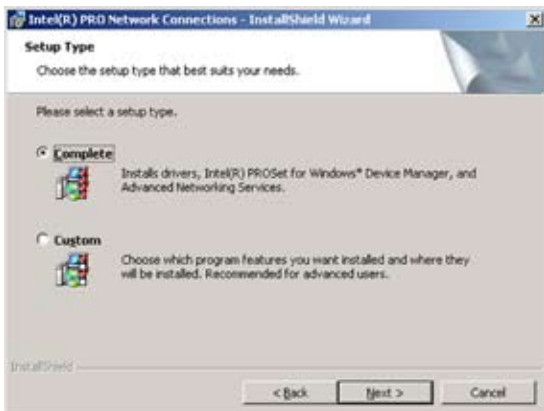 Intel(R) PRO Network Connections - InstallShield Wizard
Setup Type
Choose the setup type that best suits your needs.
Please select a setup type.
Complete
Installs drivers, Intel(R) PROSet for Windows* Device Manager, and
Advanced Networking Services.
Custom
Choose which program features you want installed and where they
will be installed. Recommended for advanced users.
InstallShield
< Back
Next >
Cancel